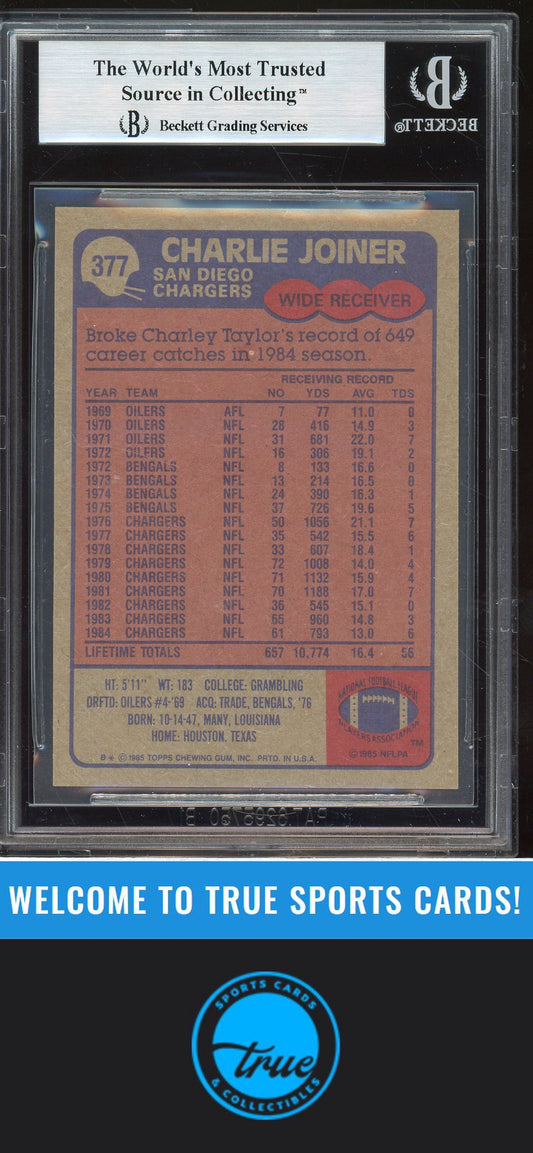 The World's Most Trusted
Source in Collecting™
B Beckett Grading Services
B
BECKETT®
377
CHARLIE JOINER
SAN DIEGO
CHARGERS
WIDE RECEIVER
Broke Charley Taylor's record of 649
career catches in 1984 season.
RECEIVING RECORD
YEAR TEAM NO YDS AVG TDS
1969 OILERS AFL 7 77 11.0 0
1970 OILERS NFL 28 416 14.9 3
1971 OILERS NFL 31 681 22.0 7
1972 OILERS NFL 16 306 19.1 2
1972 BENGALS NFL 8 133 16.6 0
1973 BENGALS NFL 13 214 16.5 0
1974 BENGALS NFL 24 390 16.3 1
1975 BENGALS NFL 37 726 19.6 5
1976 CHARGERS NFL 50 1056 21.1 7
1977 CHARGERS NFL 35 542 15.5 6
1978 CHARGERS NFL 33 607 18.4 1
1979 CHARGERS NFL 72 1008 14.0 4
1980 CHARGERS NFL 71 1132 15.9 4
1981 CHARGERS NFL 70 1188 17.0 7
1982 CHARGERS NFL 36 545 15.1 0
1983 CHARGERS NFL 65 960 14.8 3
1984 CHARGERS NFL 61 793 13.0 6
LIFETIME TOTALS 657 10,774 16.4 56
HT: 5'11" WT: 183 COLLEGE: GRAMBLING
DRFTD: OILERS #4-'69 ACQ: TRADE, BENGALS, '76
BORN: 10-14-47, MANY, LOUISIANA
HOME: HOUSTON, TEXAS
B* © 1985 TOPPS CHEWING GUM, INC. PRTD. IN U.S.A.
NATIONAL FOOTBALL LEAGUE
PLAYERS ASSOCIATION
™
© 1985 NFLPA
WELCOME TO TRUE SPORTS CARDS!
SPORTS CARDS
true
& COLLECTIBLES